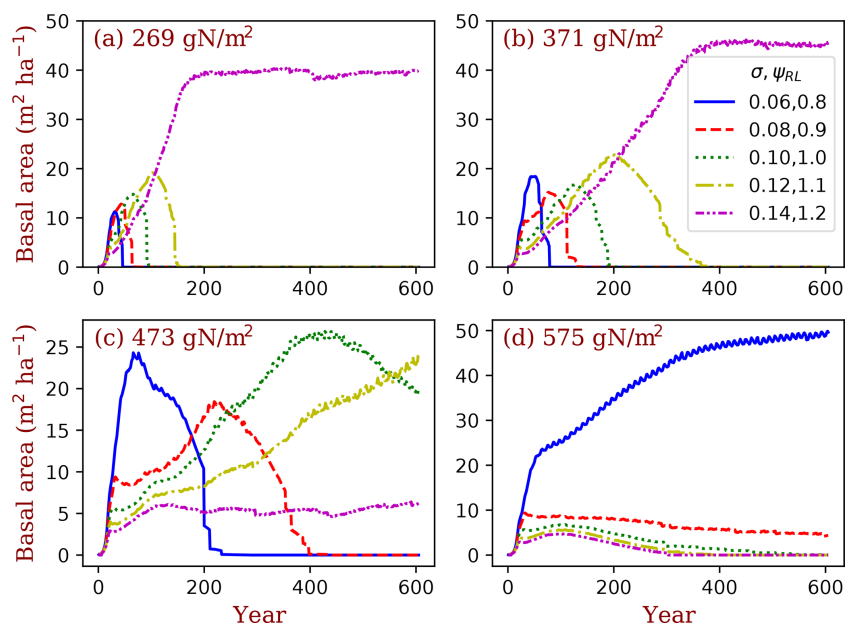 (a) 269 gN/m²
(b) 371 gN/m²
Basal area (m² ha⁻¹)
50
40
30
20
10
0
0 200 400 600
50
40
30
20
10
0
0 200 400 600
σ, ψ_RL
0.06,0.8
0.08,0.9
0.10,1.0
0.12,1.1
0.14,1.2
(c) 473 gN/m²
(d) 575 gN/m²
Basal area (m² ha⁻¹)
25
20
15
10
5
0
0 200 400 600
Year
50
40
30
20
10
0
0 200 400 600
Year